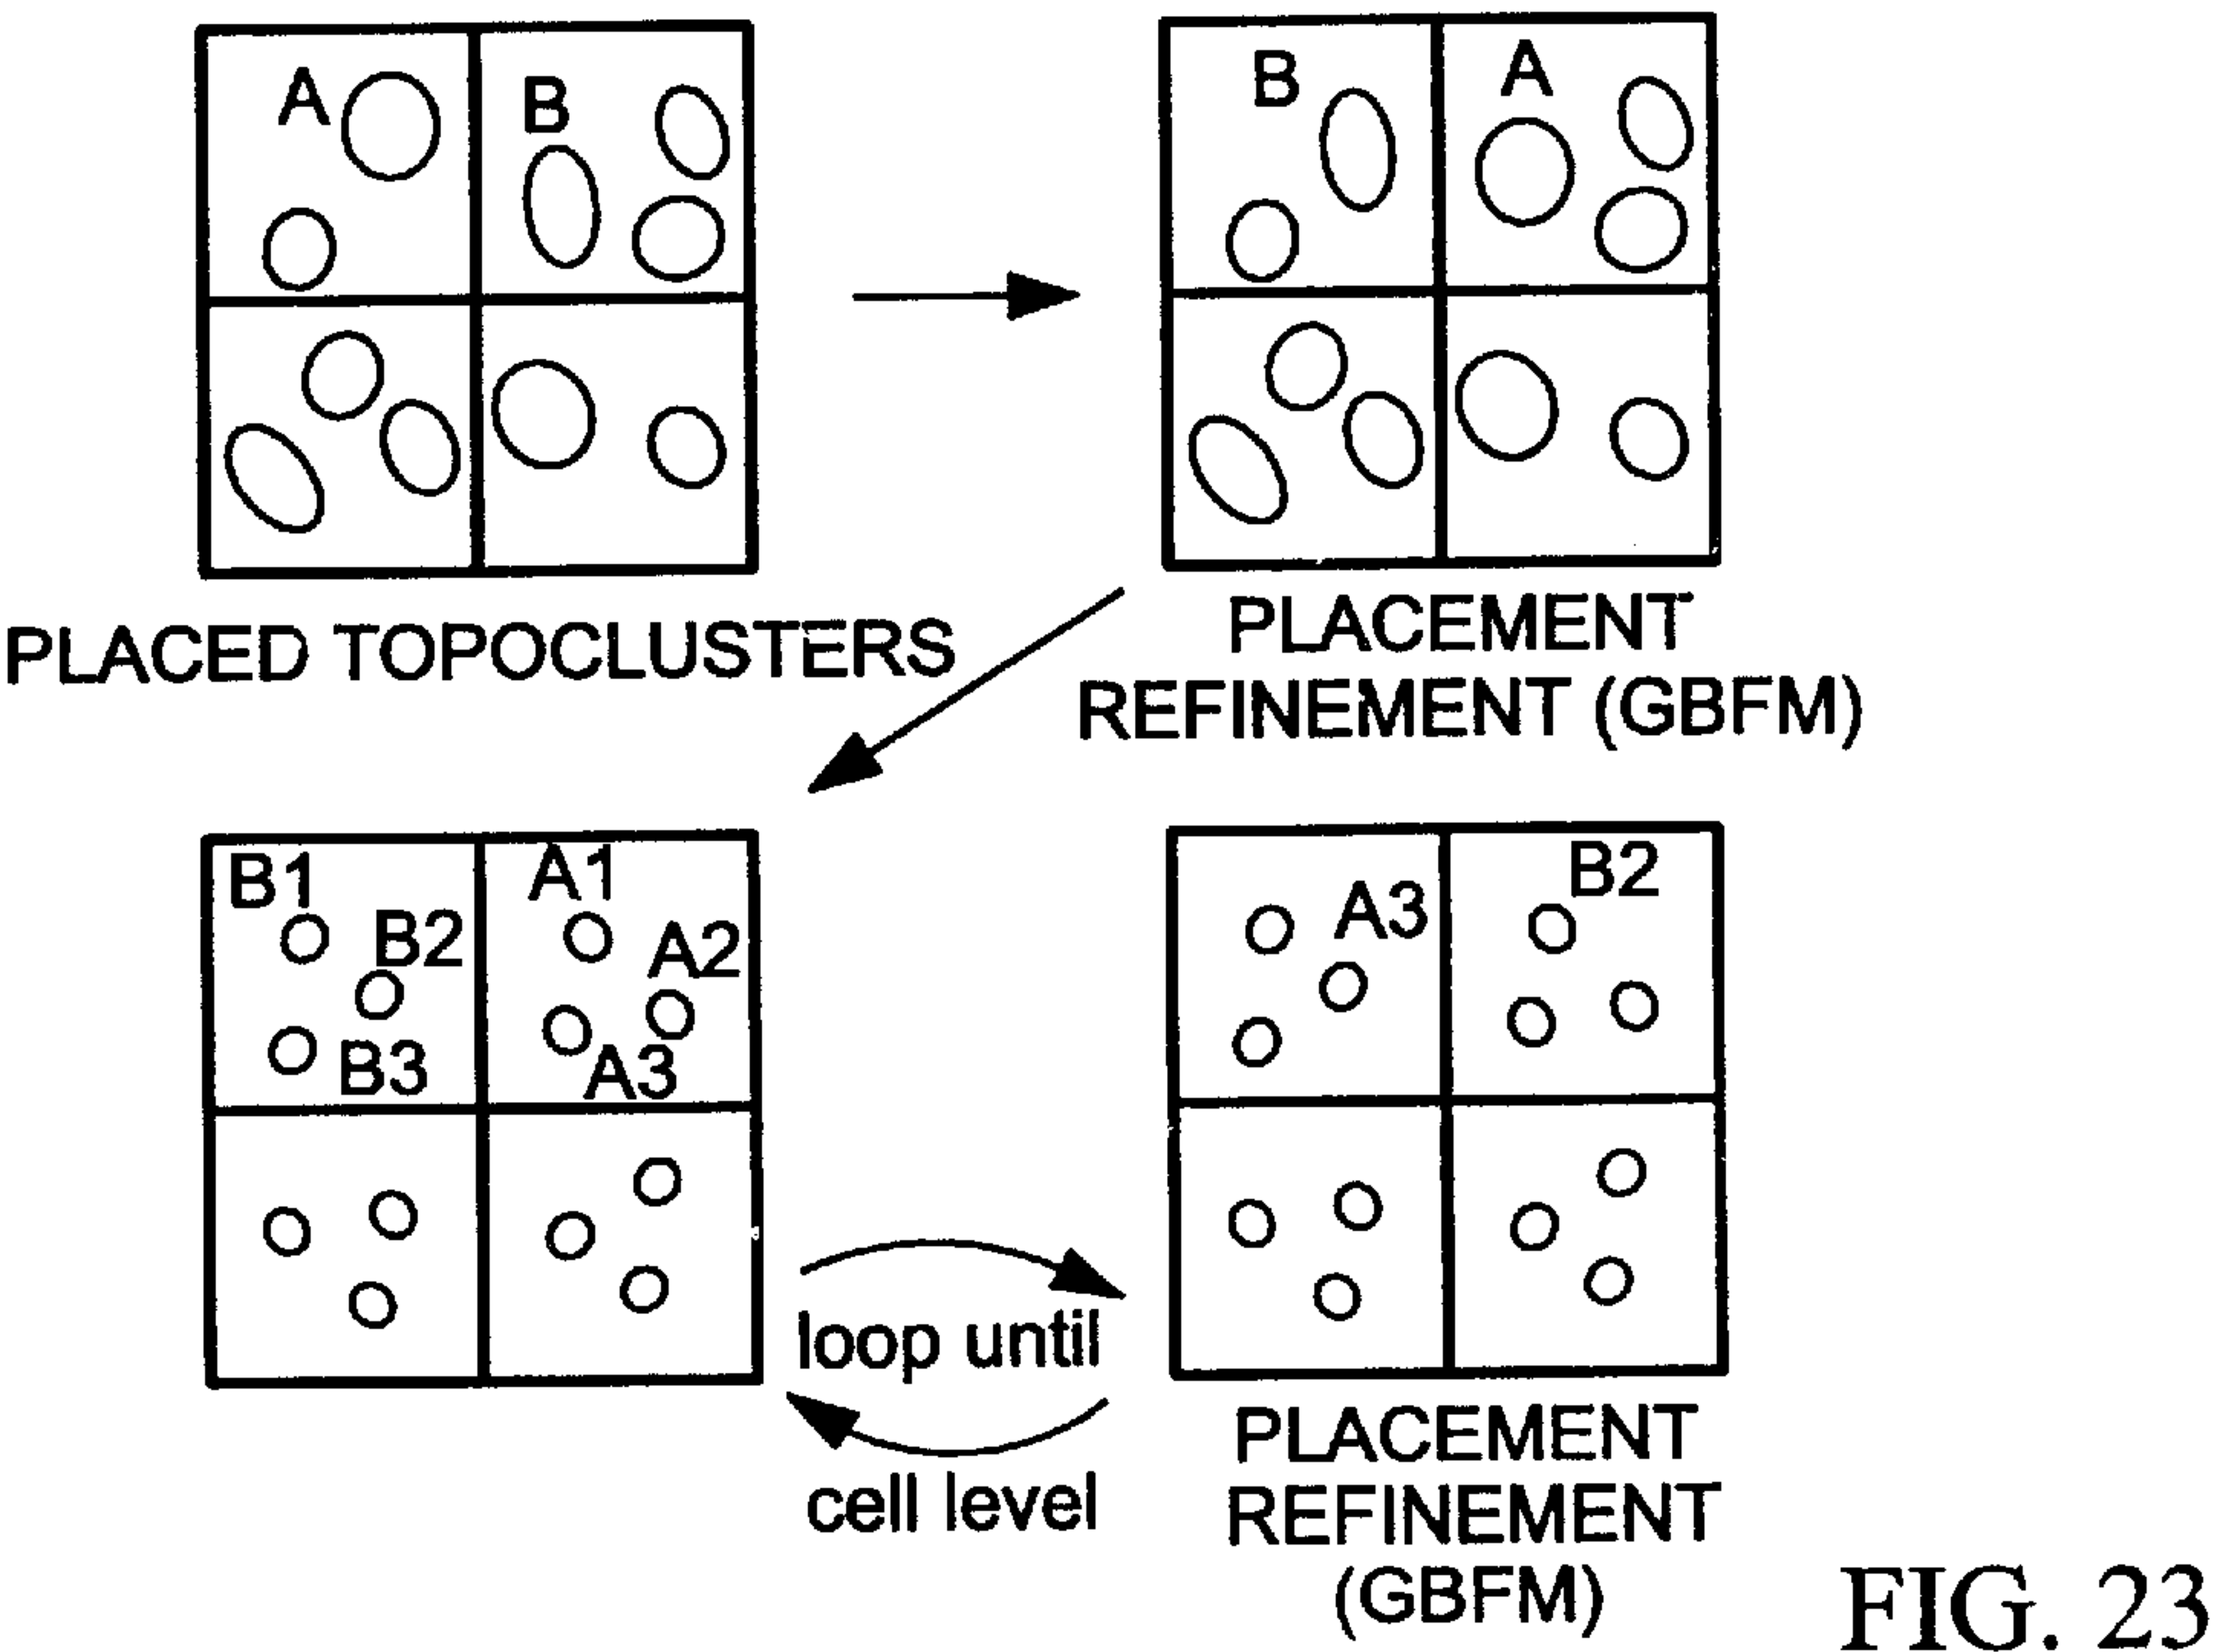 A
B
B
A
PLACED TOPOCLUSTERS
PLACEMENT
REFINEMENT (GBFM)
B1
B2
B3
A1
A2
A3
A3
B2
loop until
cell level
PLACEMENT
REFINEMENT
(GBFM)
FIG. 23